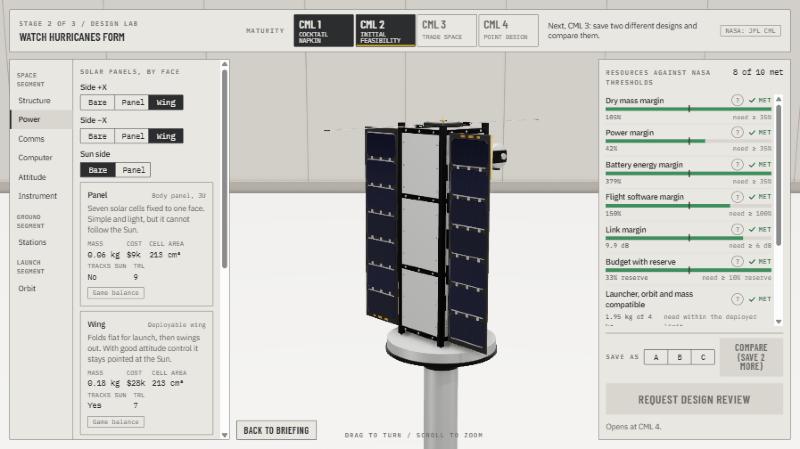 STAGE 2 OF 3 / DESIGN LAB
WATCH HURRICANES FORM
MATURITY
CML 1
COCKTAIL
NAPKIN
CML 2
INITIAL
FEASIBILITY
CML 3
TRADE SPACE
CML 4
POINT DESIGN
Next, CML 3: save two different designs and
compare them.
NASA: JPL CML
SPACE
SEGMENT
Structure
Power
Comms
Computer
Attitude
Instrument
GROUND
SEGMENT
Stations
LAUNCH
SEGMENT
Orbit
SOLAR PANELS, BY FACE
Side +X
Bare Panel Wing
Side −X
Bare Panel Wing
Sun side
Bare Panel
Panel Body panel, 3U
Seven solar cells fixed to one face.
Simple and light, but it cannot
follow the Sun.
MASS COST CELL AREA
0.06 kg $9k 213 cm²
TRACKS SUN TRL
No 9
Game balance
Wing Deployable wing
Folds flat for launch, then swings
out. With good attitude control it
stays pointed at the Sun.
MASS COST CELL AREA
0.18 kg $28k 213 cm²
TRACKS SUN TRL
Yes 7
Game balance
BACK TO BRIEFING
DRAG TO TURN / SCROLL TO ZOOM
RESOURCES AGAINST NASA
THRESHOLDS
8 of 10 met
Dry mass margin ? ✓ MET
105% need ≥ 35%
Power margin ? ✓ MET
42% need ≥ 35%
Battery energy margin ? ✓ MET
379% need ≥ 35%
Flight software margin ? ✓ MET
150% need ≥ 100%
Link margin ? ✓ MET
9.9 dB need ≥ 6 dB
Budget with reserve ? ✓ MET
33% reserve need ≥ 10% reserve
Launcher, orbit and mass
compatible ? ✓ MET
1.95 kg of 4 need within the deployer
SAVE AS A B C
COMPARE
(SAVE 2
MORE)
REQUEST DESIGN REVIEW
Opens at CML 4.